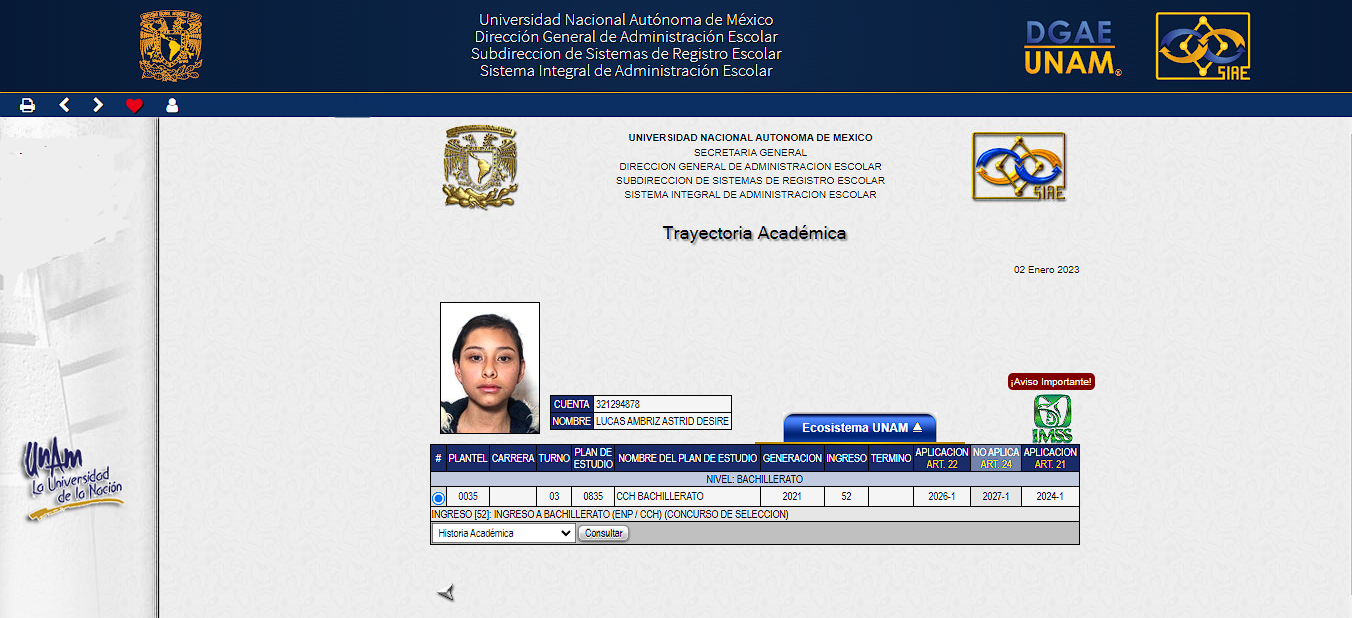 Universidad Nacional Autónoma de México
Dirección General de Administración Escolar
Subdireccion de Sistemas de Registro Escolar
Sistema Integral de Administración Escolar
DGAE
UNAM®
SIAE
UNIVERSIDAD NACIONAL AUTONOMA DE MEXICO
SECRETARIA GENERAL
DIRECCION GENERAL DE ADMINISTRACION ESCOLAR
SUBDIRECCION DE SISTEMAS DE REGISTRO ESCOLAR
SISTEMA INTEGRAL DE ADMINISTRACION ESCOLAR
SIAE
Trayectoria Académica
02 Enero 2023
¡Aviso Importante!
IMSS
CUENTA 321294878
NOMBRE LUCAS AMBRIZ ASTRID DESIRE
Ecosistema UNAM
# PLANTEL CARRERA TURNO PLAN DE ESTUDIO NOMBRE DEL PLAN DE ESTUDIO GENERACION INGRESO TERMINO APLICACION ART. 22 NO APLICA ART. 24 APLICACION ART. 21
NIVEL: BACHILLERATO
0035 03 0835 CCH BACHILLERATO 2021 52 2026-1 2027-1 2024-1
INGRESO [52]: INGRESO A BACHILLERATO (ENP / CCH) (CONCURSO DE SELECCION)
Historia Académica Consultar
UnAm
La Universidad
de la Nación